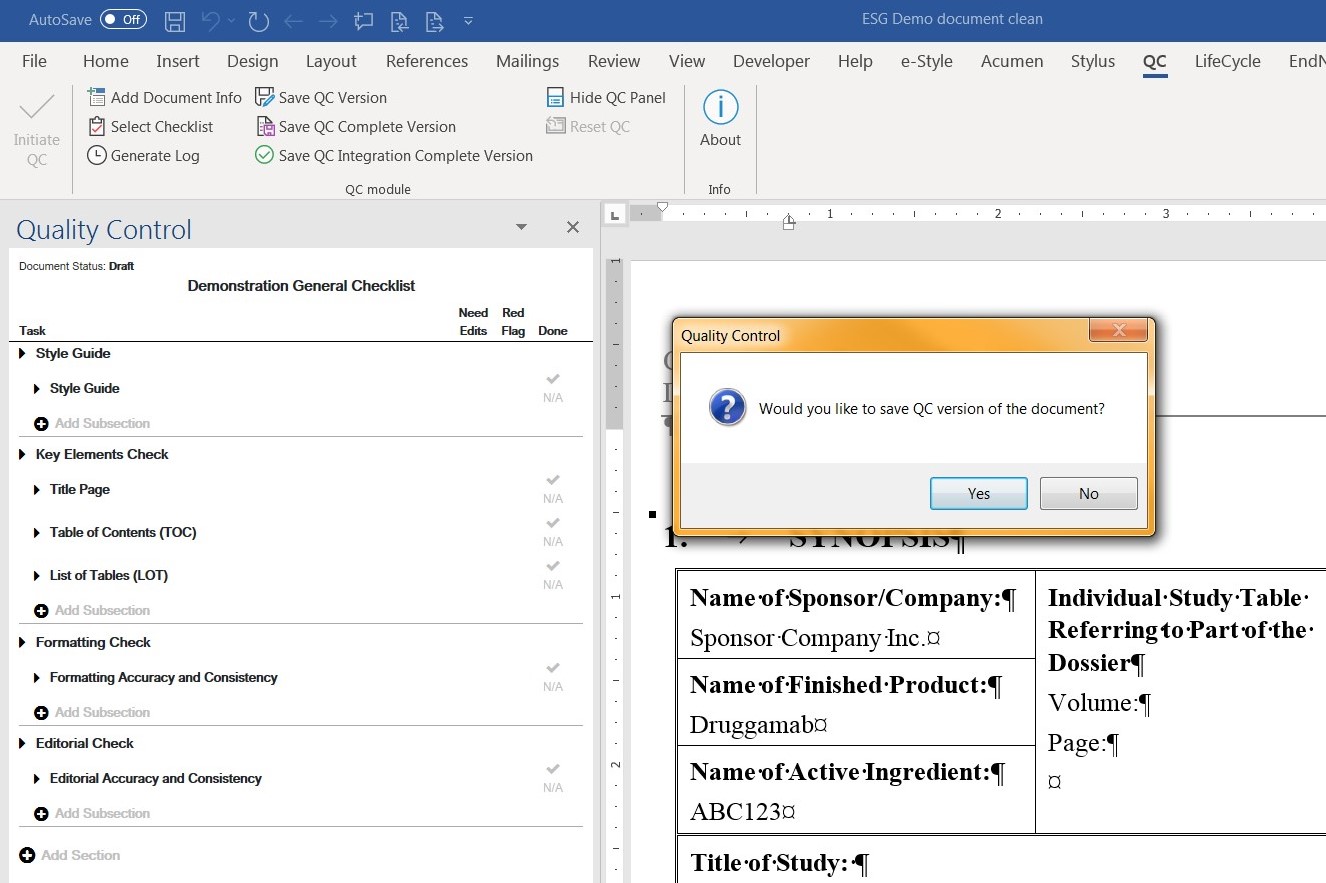 AutoSave Off ESG Demo document clean
File Home Insert Design Layout References Mailings Review View Developer Help e-Style Acumen Stylus QC LifeCycle EndN
Initiate QC
Add Document Info
Select Checklist
Generate Log
Save QC Version
Save QC Complete Version
Save QC Integration Complete Version
Hide QC Panel
Reset QC
QC module
About
Info
Quality Control
Document Status: Draft
Demonstration General Checklist
Task Need Edits Red Flag Done
Style Guide
Style Guide
N/A
Add Subsection
Key Elements Check
Title Page
N/A
Table of Contents (TOC)
N/A
List of Tables (LOT)
N/A
Add Subsection
Formatting Check
Formatting Accuracy and Consistency
N/A
Add Subsection
Editorial Check
Editorial Accuracy and Consistency
N/A
Add Subsection
Add Section
L
1 2 3
1
1
2
Quality Control
Would you like to save QC version of the document?
Yes No
1. → SYNOPSIS¶
Name·of·Sponsor/Company:¶
Sponsor·Company·Inc.¤
Name·of·Finished·Product:¶
Druggamab¤
Name·of·Active·Ingredient:¶
ABC123¤
Individual·Study·Table·
Referring·to·Part·of·the·
Dossier¶
Volume:¶
Page:¶
¤
Title·of·Study:·¶